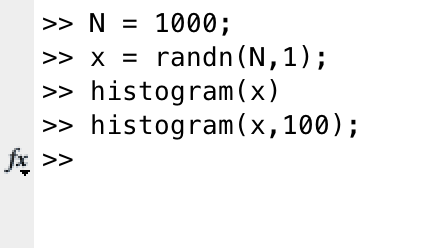 >> N = 1000;
>> x = randn(N,1);
>> histogram(x)
>> histogram(x,100);
fx >>